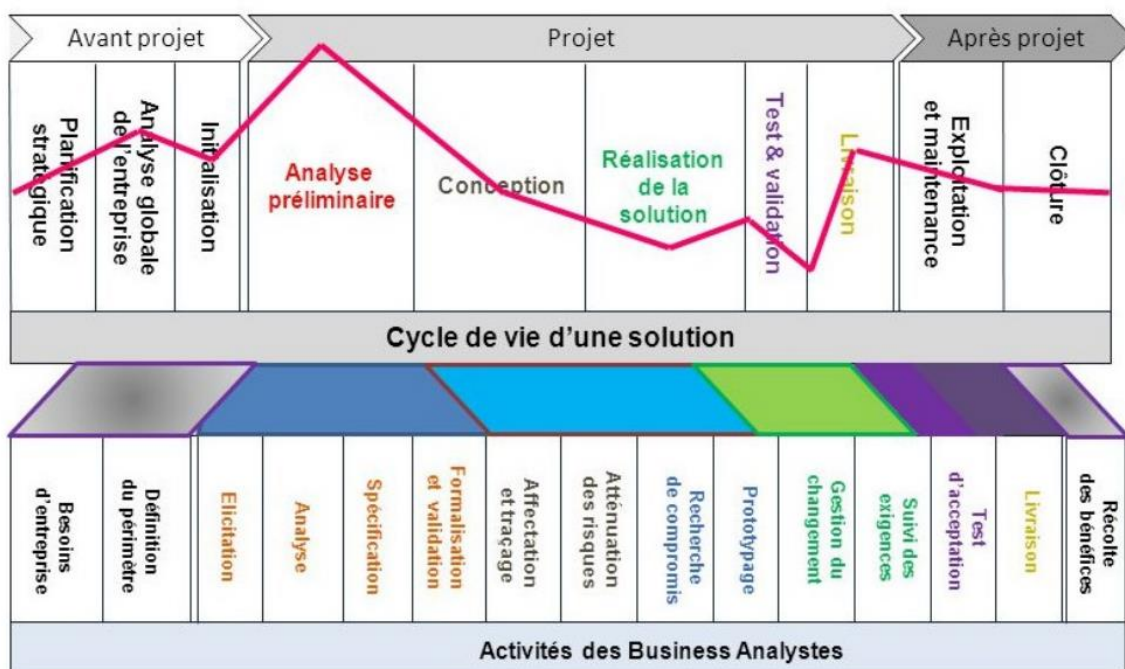 Avant projet
Projet
Après projet
Planification
stratégique
Analyse globale
de l'entreprise
Initialisation
Analyse
préliminaire
Conception
Réalisation
de la
solution
Test & validation
Livraison
Exploitation
et maintenance
Clôture
Cycle de vie d'une solution
Besoins
d'entreprise
Définition
du périmètre
Elicitation
Analyse
Spécification
Formalisation
et validation
Affectation
et traçage
Atténuation
des risques
Recherche
de compromis
Prototypage
Gestion du
changement
Suivi des
exigences
Test
d'acceptation
Livraison
Récolte
des bénéfices
Activités des Business Analystes